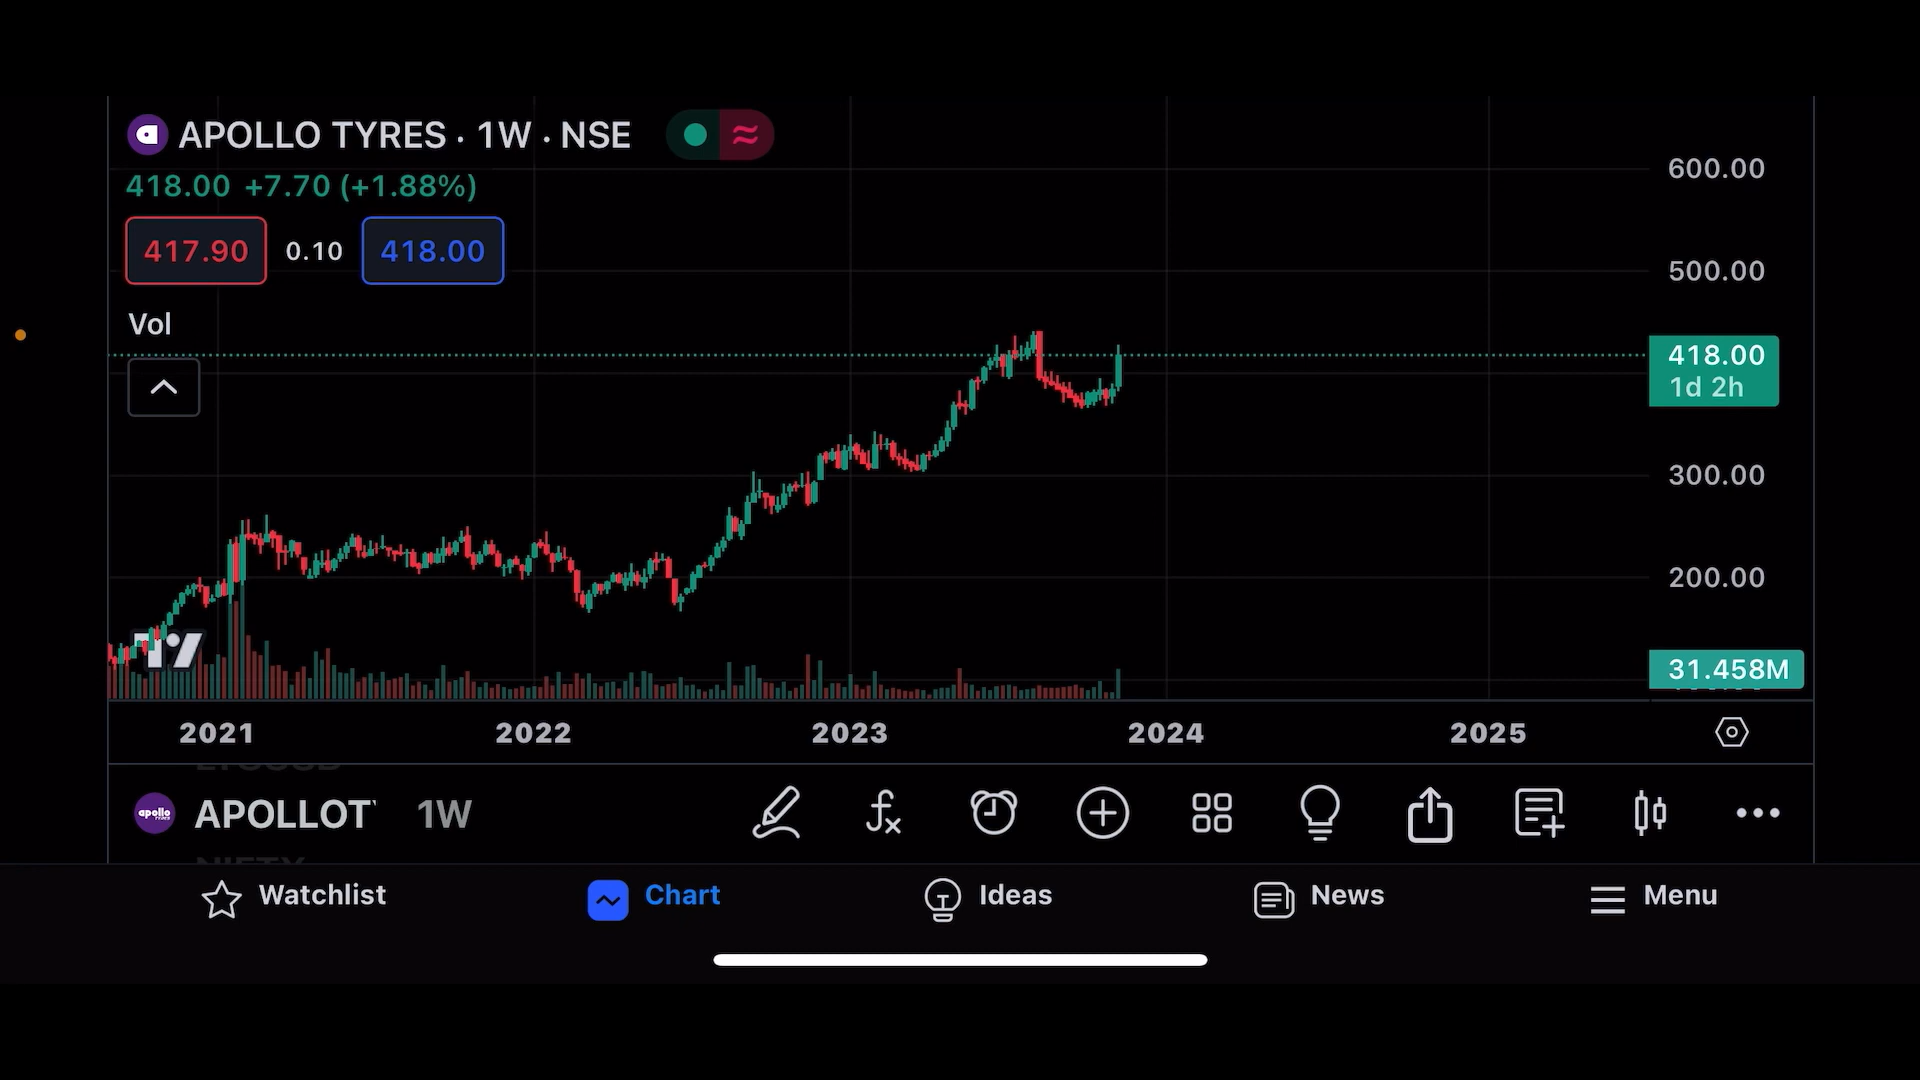 APOLLO TYRES · 1W · NSE
418.00 +7.70 (+1.88%)
417.90 0.10 418.00
Vol
600.00
500.00
418.00
1d 2h
300.00
200.00
31.458M
2021 2022 2023 2024 2025
apollo APOLLOT 1W
Watchlist Chart Ideas News Menu